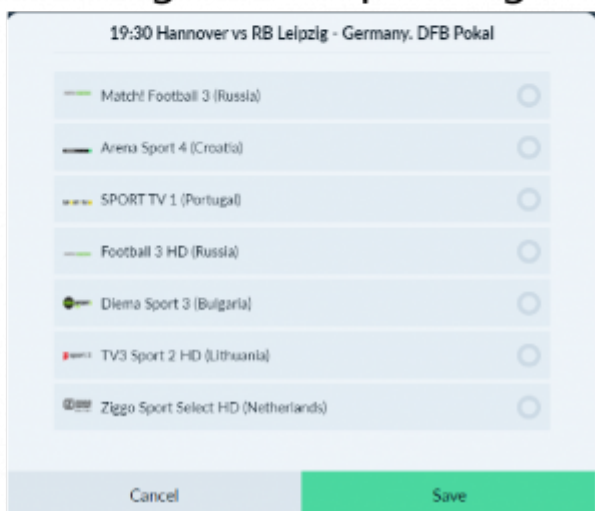 19:30 Hannover vs RB Leipzig - Germany. DFB Pokal
Match! Football 3 (Russia)
Arena Sport 4 (Croatia)
SPORT TV 1 (Portugal)
Football 3 HD (Russia)
Diema Sport 3 (Bulgaria)
TV3 Sport 2 HD (Lithuania)
Ziggo Sport Select HD (Netherlands)
Cancel
Save